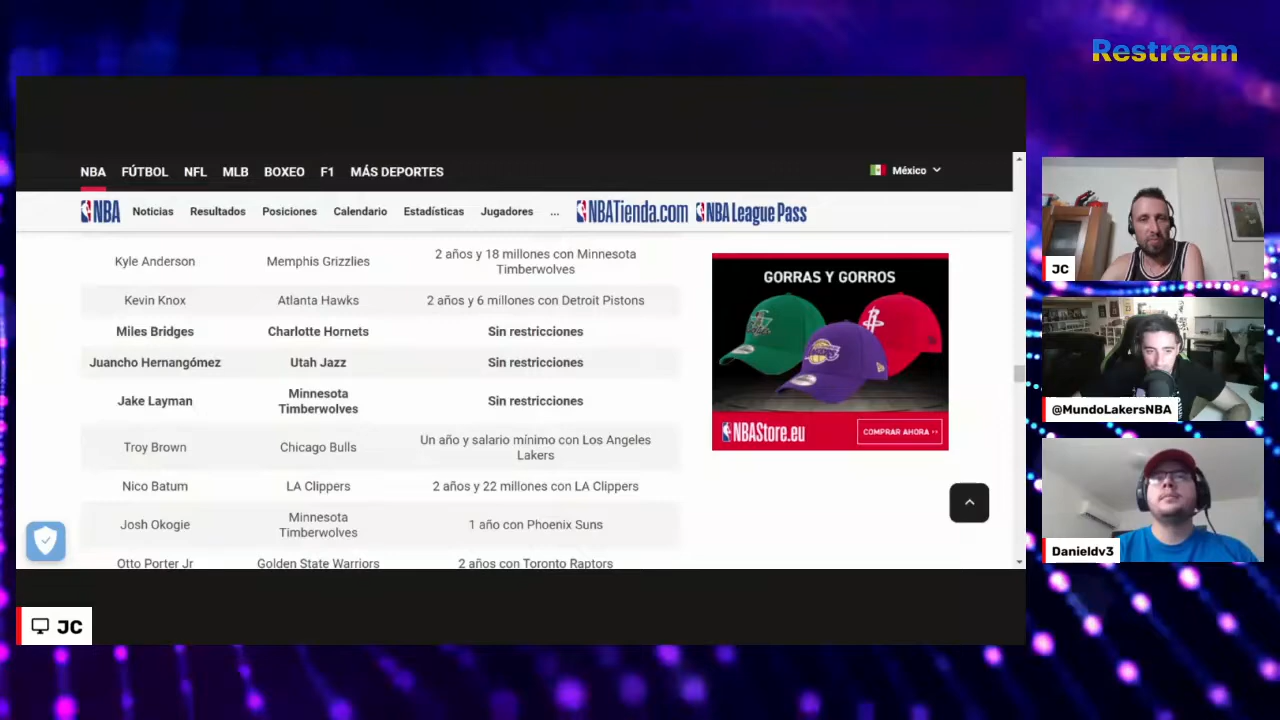 Restream
NBA FÚTBOL NFL MLB BOXEO F1 MÁS DEPORTES
México
NBA Noticias Resultados Posiciones Calendario Estadísticas Jugadores ... NBATienda.com NBA League Pass
Kyle Anderson Memphis Grizzlies 2 años y 18 millones con Minnesota
Timberwolves
Kevin Knox Atlanta Hawks 2 años y 6 millones con Detroit Pistons
Miles Bridges Charlotte Hornets Sin restricciones
Juancho Hernangómez Utah Jazz Sin restricciones
Jake Layman Minnesota
Timberwolves Sin restricciones
Troy Brown Chicago Bulls Un año y salario mínimo con Los Angeles
Lakers
Nico Batum LA Clippers 2 años y 22 millones con LA Clippers
Josh Okogie Minnesota
Timberwolves 1 año con Phoenix Suns
Otto Porter Jr Golden State Warriors 2 años con Toronto Raptors
GORRAS Y GORROS
NBAStore.eu COMPRAR AHORA ››
JC
@MundoLakersNBA
Danieldv3
JC